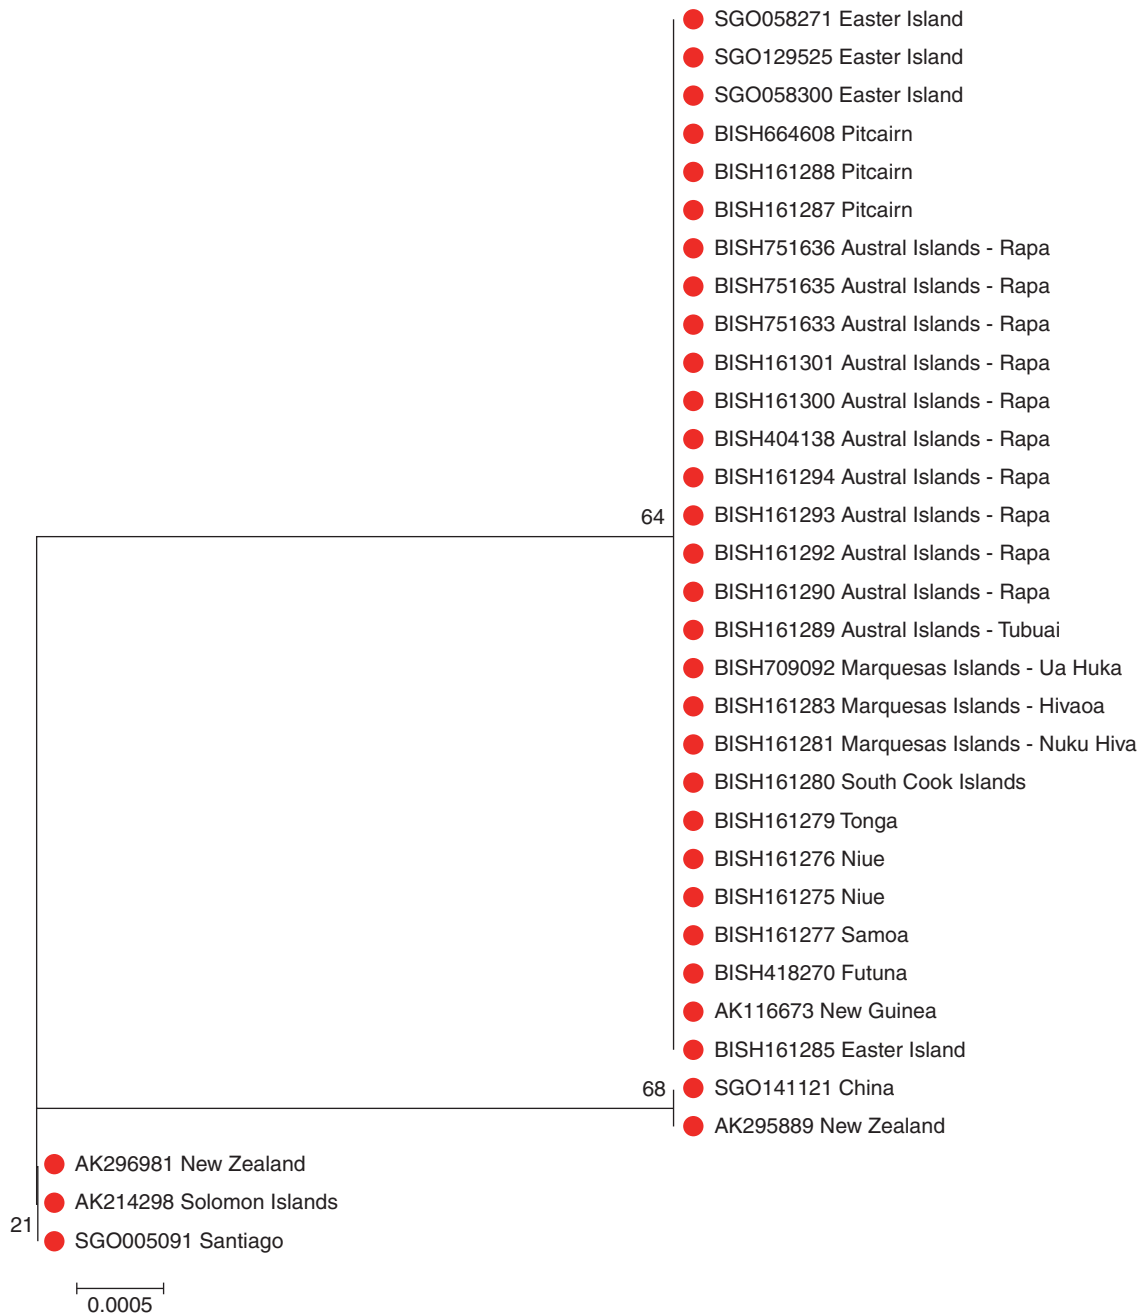 SGO058271 Easter Island
SGO129525 Easter Island
SGO058300 Easter Island
BISH664608 Pitcairn
BISH161288 Pitcairn
BISH161287 Pitcairn
BISH751636 Austral Islands - Rapa
BISH751635 Austral Islands - Rapa
BISH751633 Austral Islands - Rapa
BISH161301 Austral Islands - Rapa
BISH161300 Austral Islands - Rapa
BISH404138 Austral Islands - Rapa
BISH161294 Austral Islands - Rapa
64 BISH161293 Austral Islands - Rapa
BISH161292 Austral Islands - Rapa
BISH161290 Austral Islands - Rapa
BISH161289 Austral Islands - Tubuai
BISH709092 Marquesas Islands - Ua Huka
BISH161283 Marquesas Islands - Hivaoa
BISH161281 Marquesas Islands - Nuku Hiva
BISH161280 South Cook Islands
BISH161279 Tonga
BISH161276 Niue
BISH161275 Niue
BISH161277 Samoa
BISH418270 Futuna
AK116673 New Guinea
BISH161285 Easter Island
68 SGO141121 China
AK295889 New Zealand
AK296981 New Zealand
AK214298 Solomon Islands
21 SGO005091 Santiago
0.0005